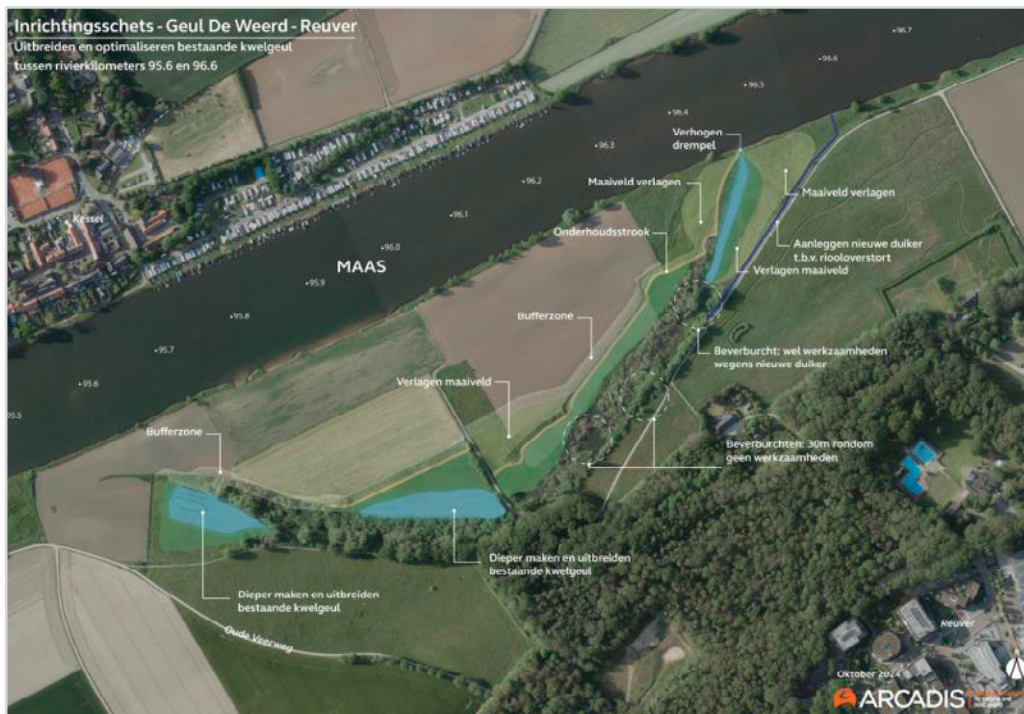 Inrichtingsschets - Geul De Weerd - Reuver
Uitbreiden en optimaliseren bestaande kwelgeul
tussen rivierkilometers 95.6 en 96.6
96.7
96.6
96.5
96.4
96.3
96.2
96.1
96.0
95.9
95.8
95.7
95.6
95.5
Kessel
MAAS
Verhogen
drempel
Maaiveld verlagen
Maaiveld verlagen
Onderhoudsstrook
Aanleggen nieuwe duiker
t.b.v. riooloverstort
Verlagen maaiveld
Bufferzone
Beverburcht: wel werkzaamheden
wegens nieuwe duiker
Verlagen maaiveld
Bufferzone
Beverburchten: 30m rondom
geen werkzaamheden
Dieper maken en uitbreiden
bestaande kwelgeul
Dieper maken en uitbreiden
bestaande kwelgeul
Oude Veerweg
Reuver
Oktober 2024
ARCADIS